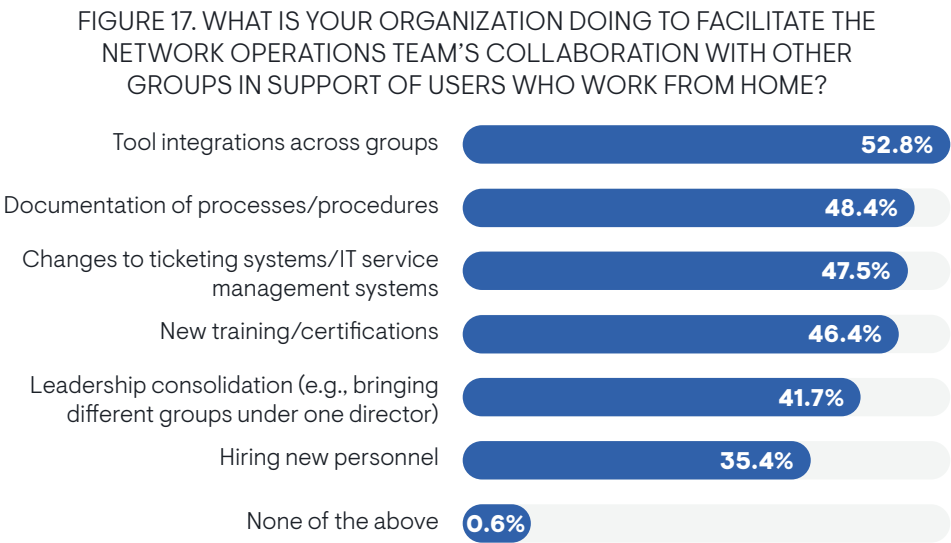 FIGURE 17. WHAT IS YOUR ORGANIZATION DOING TO FACILITATE THE
NETWORK OPERATIONS TEAM’S COLLABORATION WITH OTHER
GROUPS IN SUPPORT OF USERS WHO WORK FROM HOME?
Tool integrations across groups 52.8%
Documentation of processes/procedures 48.4%
Changes to ticketing systems/IT service
management systems 47.5%
New training/certifications 46.4%
Leadership consolidation (e.g., bringing
different groups under one director) 41.7%
Hiring new personnel 35.4%
None of the above 0.6%